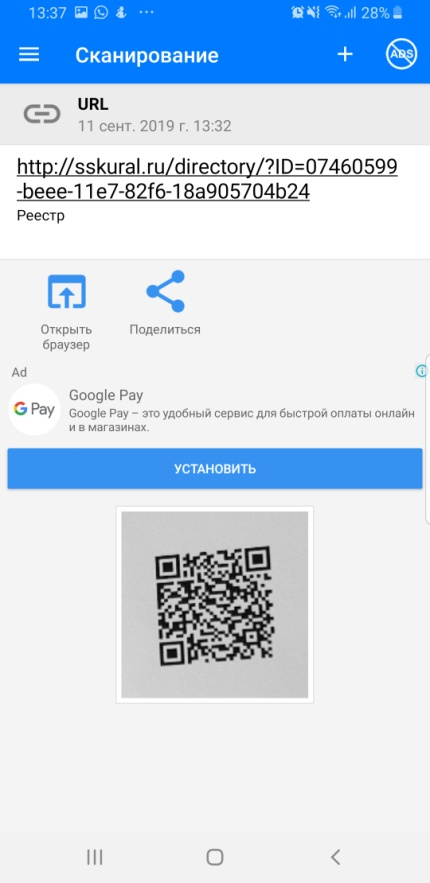 13:37 ... 28%
Сканирование
ADS
URL
11 сент. 2019 г. 13:32
http://sskural.ru/directory/?ID=07460599
-beee-11e7-82f6-18a905704b24
Реестр
Открыть
браузер
Поделиться
Ad
G Pay
Google Pay
Google Pay – это удобный сервис для быстрой оплаты онлайн
и в магазинах.
УСТАНОВИТЬ